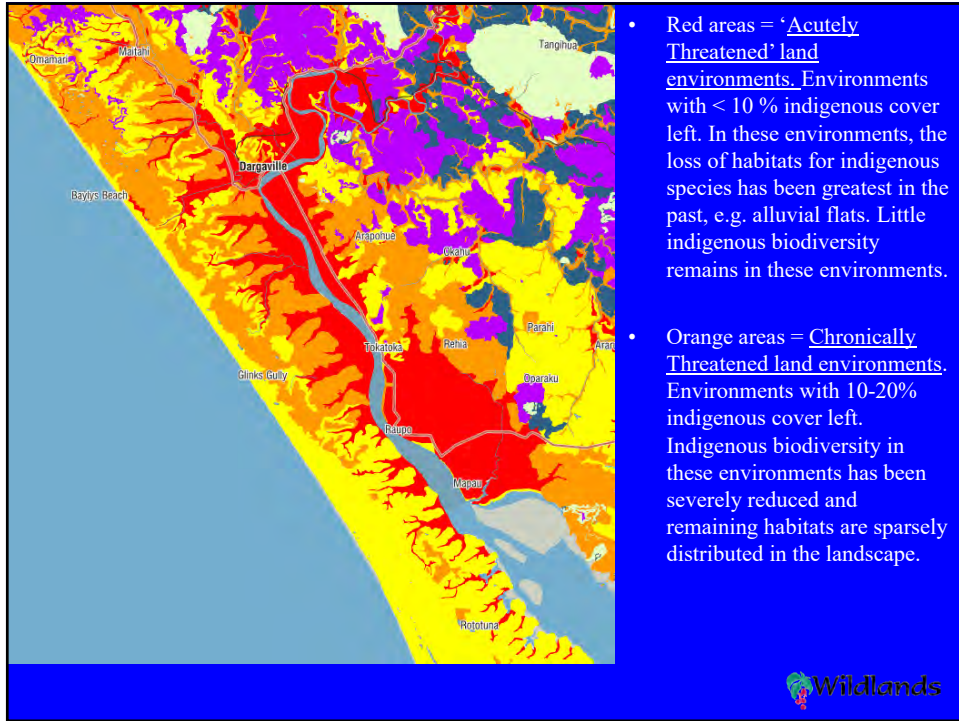 14
Tangihua
Maitahi
Omamari
Dargaville
Baylys Beach
Arapohue
Okahu
Parahi
Tokatoka
Rehia
Aran
Glinks Gully
Oparakü
Raupo
Mapau
Rototuna
• Red areas = ‘Acutely
Threatened’ land
environments. Environments
with < 10 % indigenous cover
left. In these environments, the
loss of habitats for indigenous
species has been greatest in the
past, e.g. alluvial flats. Little
indigenous biodiversity
remains in these environments.
• Orange areas = Chronically
Threatened land environments.
Environments with 10-20%
indigenous cover left.
Indigenous biodiversity in
these environments has been
severely reduced and
remaining habitats are sparsely
distributed in the landscape.
Wildlands